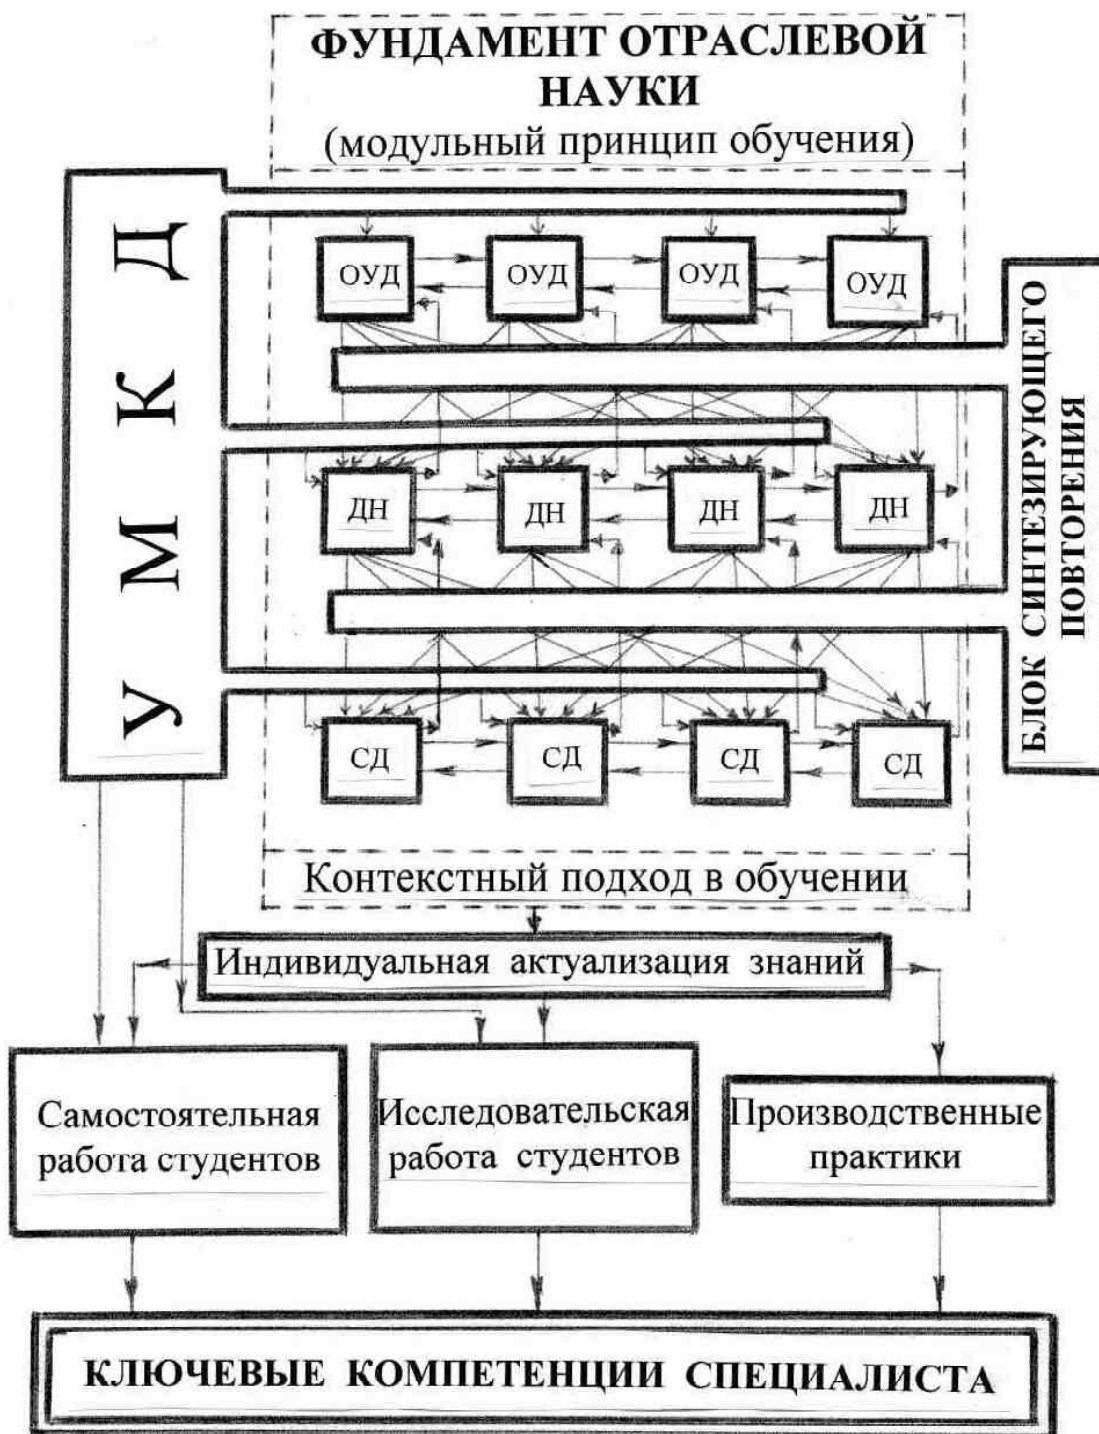 ФУНДАМЕНТ ОТРАСЛЕВОЙ
НАУКИ
(модульный принцип обучения)
УМКД
ОУД ОУД ОУД ОУД
ДН ДН ДН ДН
СД СД СД СД
БЛОК СИНТЕЗИРУЮЩЕГО
ПОВТОРЕНИЯ
Контекстный подход в обучении
Индивидуальная актуализация знаний
Самостоятельная
работа студентов
Исследовательская
работа студентов
Производственные
практики
КЛЮЧЕВЫЕ КОМПЕТЕНЦИИ СПЕЦИАЛИСТА